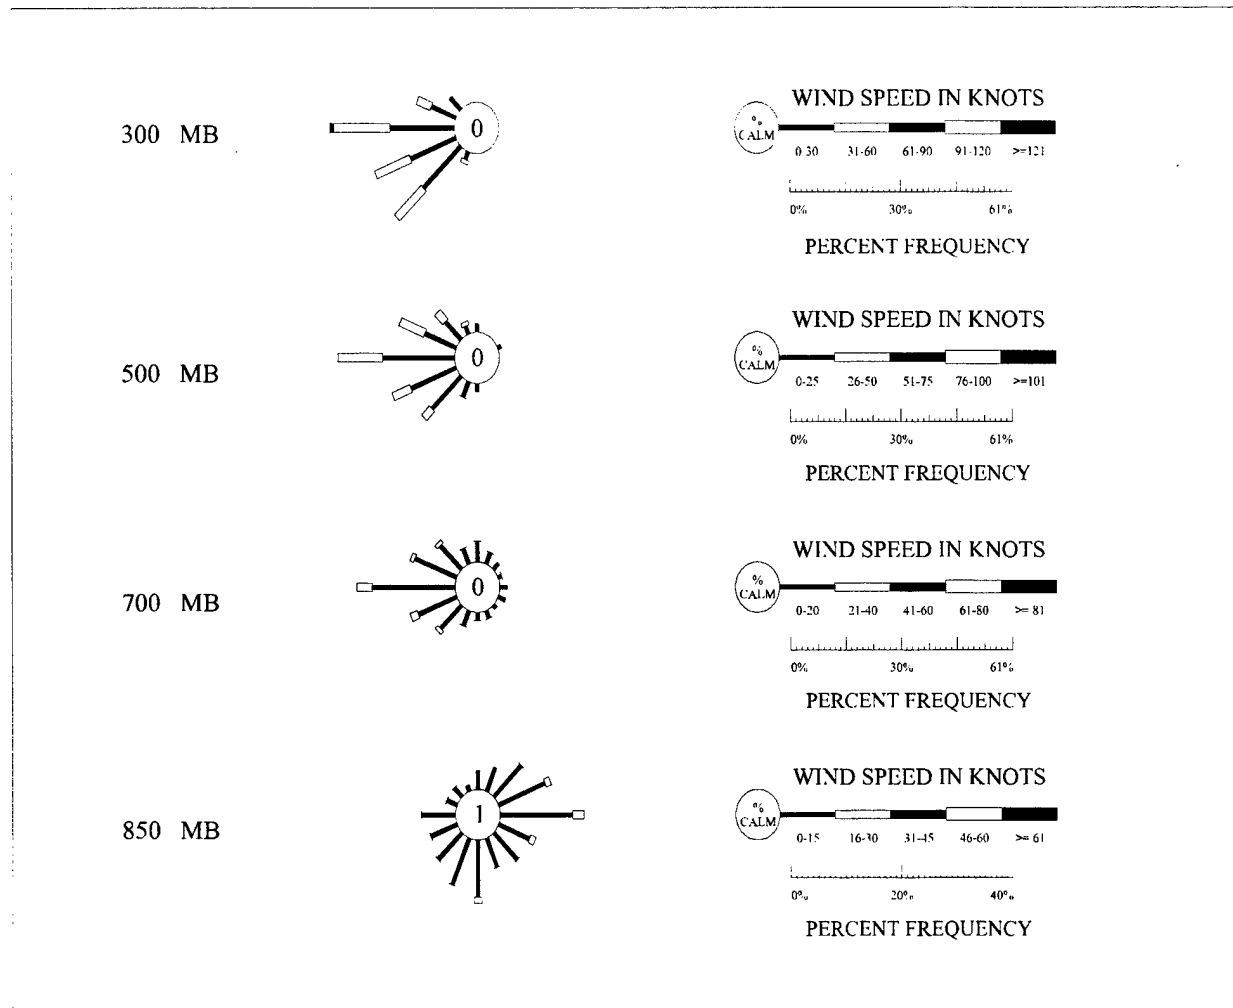 WIND SPEED IN KNOTS
300 MB
0
% CALM
0-30 31-60 61-90 91-120 >=121
0% 30% 61%
PERCENT FREQUENCY
WIND SPEED IN KNOTS
500 MB
0
% CALM
0-25 26-50 51-75 76-100 >=101
0% 30% 61%
PERCENT FREQUENCY
WIND SPEED IN KNOTS
700 MB
0
% CALM
0-20 21-40 41-60 61-80 >= 81
0% 30% 61%
PERCENT FREQUENCY
WIND SPEED IN KNOTS
850 MB
1
% CALM
0-15 16-30 31-45 46-60 >= 61
0% 20% 40%
PERCENT FREQUENCY